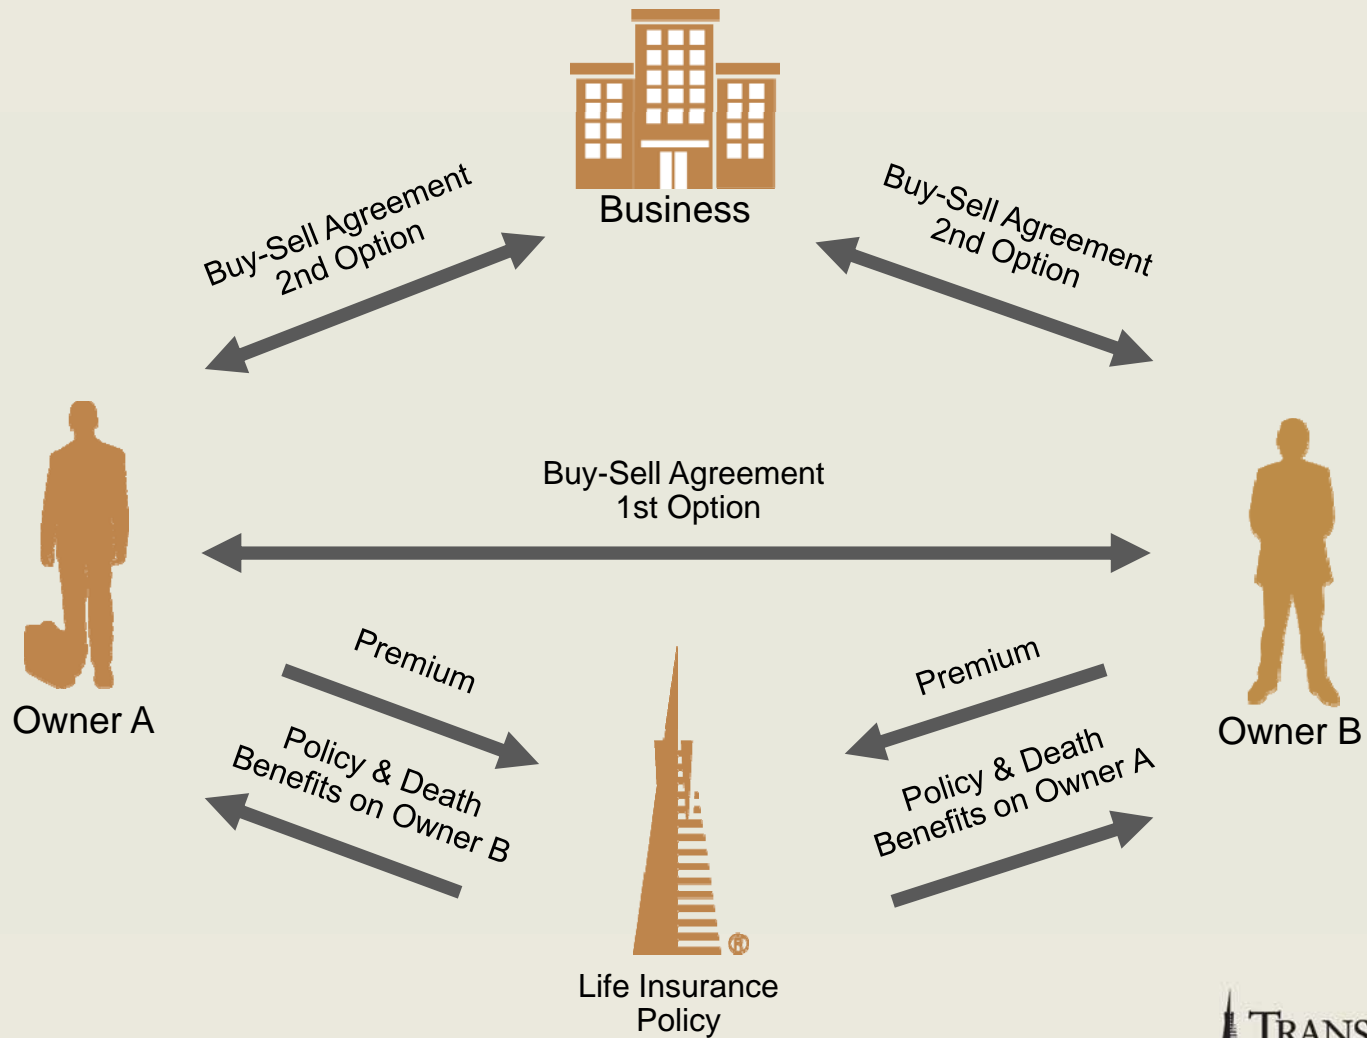 Business
Buy-Sell Agreement
2nd Option
Buy-Sell Agreement
2nd Option
Buy-Sell Agreement
1st Option
Owner A
Owner B
Premium
Premium
Policy & Death
Benefits on Owner B
Policy & Death
Benefits on Owner A
®
Life Insurance
Policy
TRANS